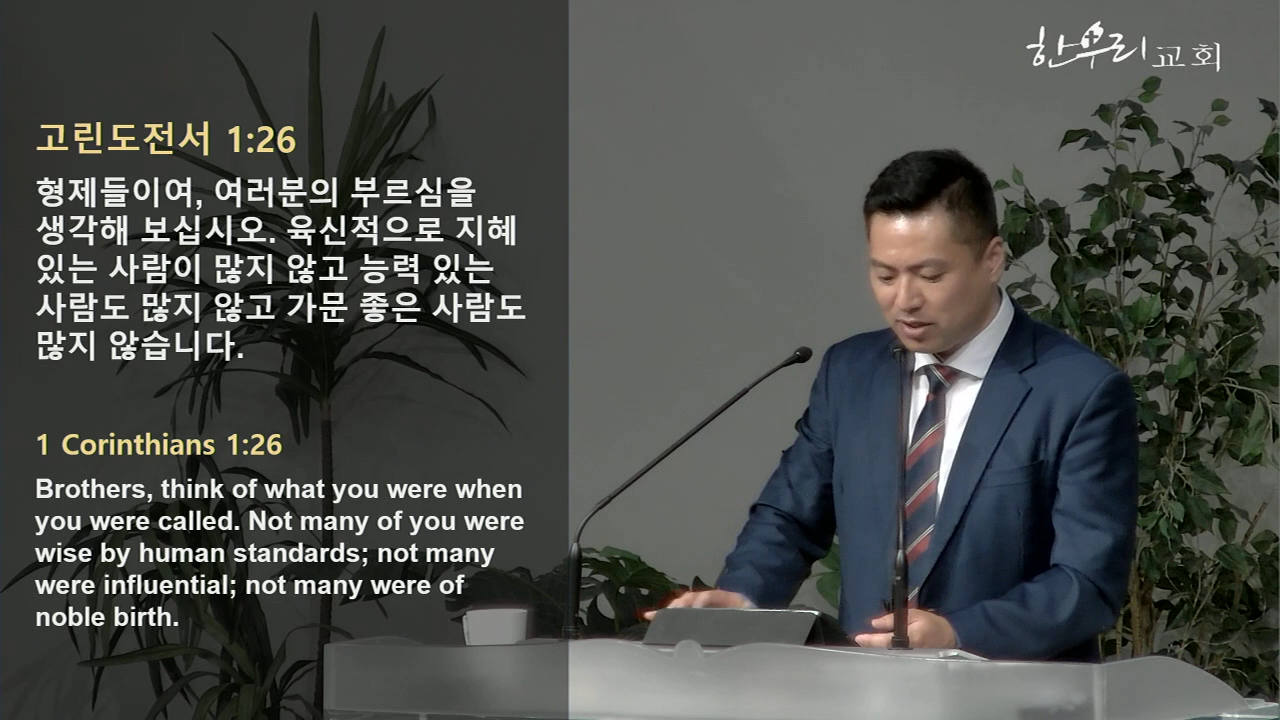 한우리교회
고린도전서 1:26
형제들이여, 여러분의 부르심을
생각해 보십시오. 육신적으로 지혜
있는 사람이 많지 않고 능력 있는
사람도 많지 않고 가문 좋은 사람도
많지 않습니다.
1 Corinthians 1:26
Brothers, think of what you were when
you were called. Not many of you were
wise by human standards; not many
were influential; not many were of
noble birth.